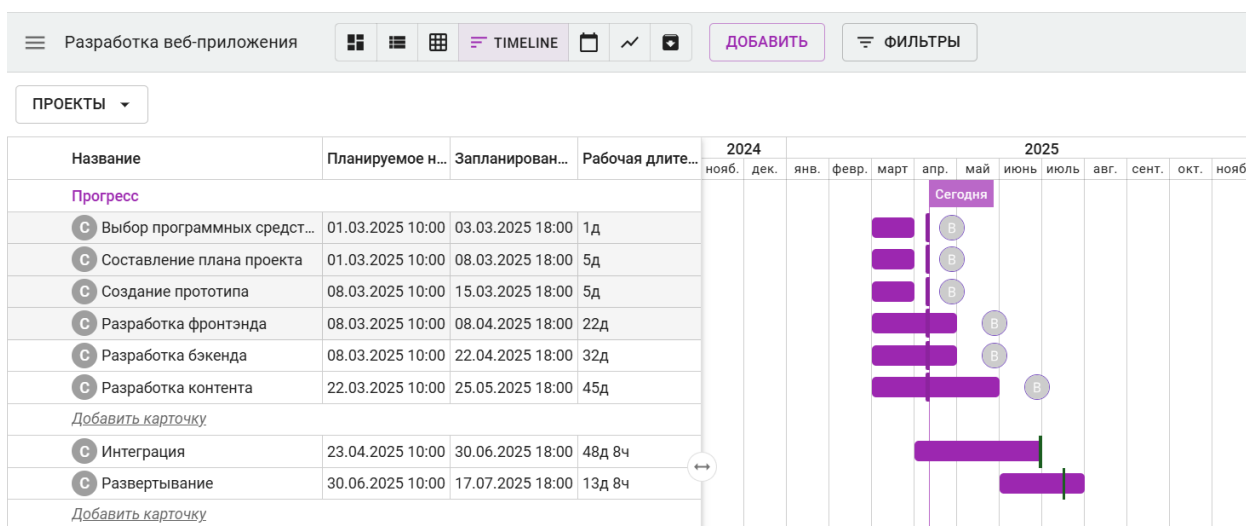 Разработка веб-приложения TIMELINE ДОБАВИТЬ ФИЛЬТРЫ
ПРОЕКТЫ
Название Планируемое н... Запланирован... Рабочая длите... 2024 2025
нояб. дек. янв. февр. март апр. май июнь июль авг. сент. окт. нояб
Прогресс Сегодня
С Выбор программных средст... 01.03.2025 10:00 03.03.2025 18:00 1д В
С Составление плана проекта 01.03.2025 10:00 08.03.2025 18:00 5д В
С Создание прототипа 08.03.2025 10:00 15.03.2025 18:00 5д В
С Разработка фронтэнда 08.03.2025 10:00 08.04.2025 18:00 22д В
С Разработка бэкенда 08.03.2025 10:00 22.04.2025 18:00 32д В
С Разработка контента 22.03.2025 10:00 25.05.2025 18:00 45д В
Добавить карточку
С Интеграция 23.04.2025 10:00 30.06.2025 18:00 48д 8ч
С Развертывание 30.06.2025 10:00 17.07.2025 18:00 13д 8ч
Добавить карточку